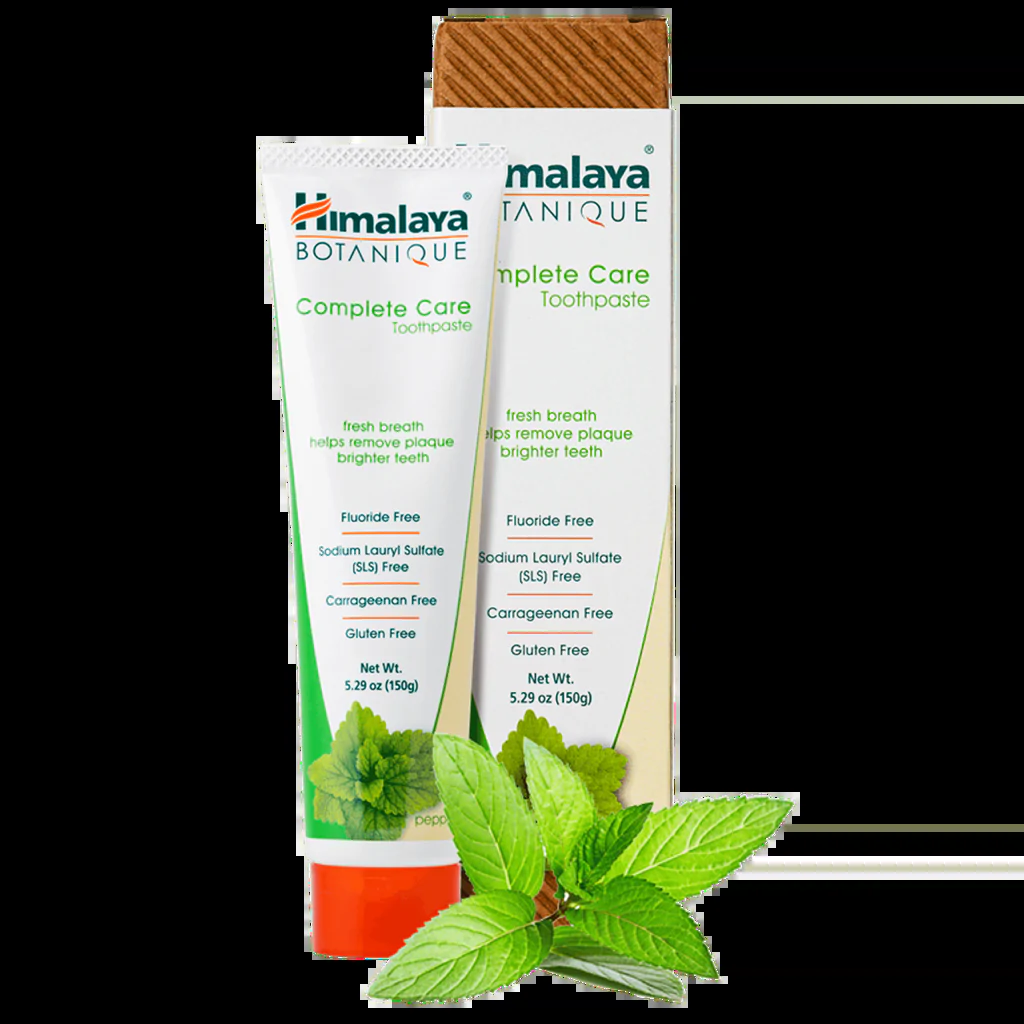 Himalaya®
BOTANIQUE
Complete Care
Toothpaste
fresh breath
helps remove plaque
brighter teeth
Fluoride Free
Sodium Lauryl Sulfate
(SLS) Free
Carrageenan Free
Gluten Free
Net Wt.
5.29 oz (150g)
malaya®
TANIQUE
mplete Care
Toothpaste
fresh breath
elps remove plaque
brighter teeth
Fluoride Free
Sodium Lauryl Sulfate
(SLS) Free
Carrageenan Free
Gluten Free
Net Wt.
5.29 oz (150g)